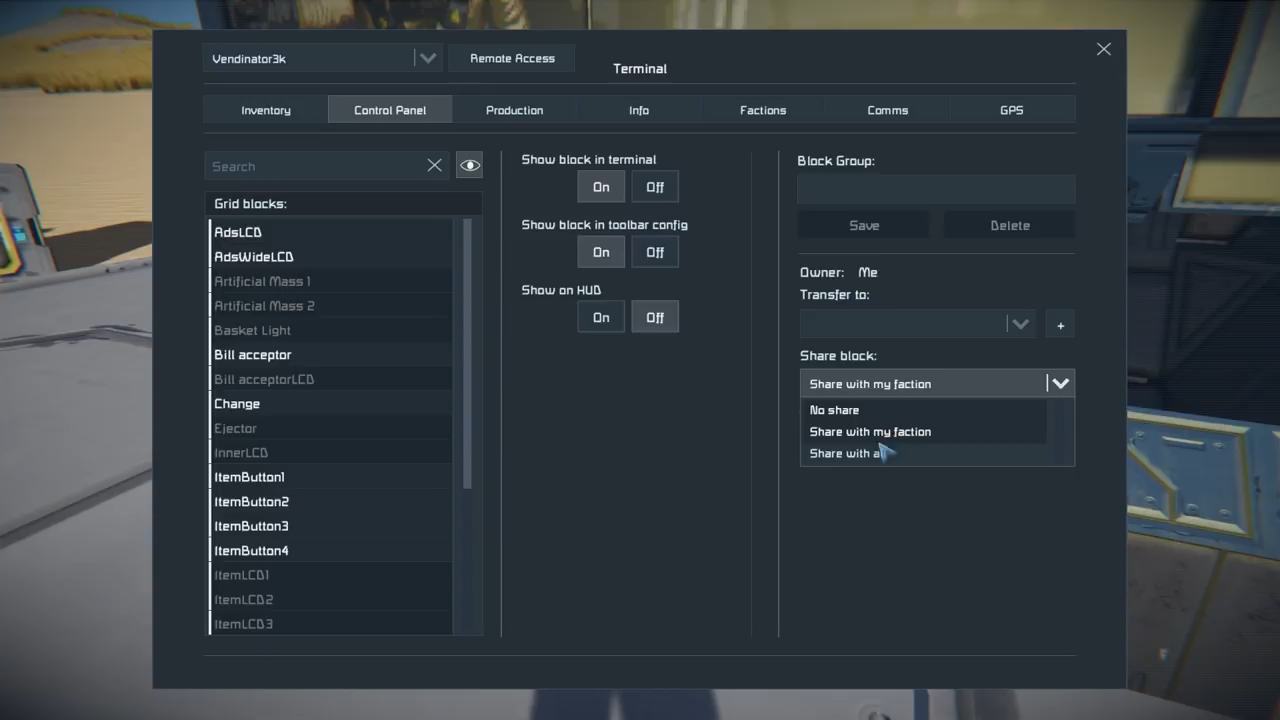 Vendinator3k
Remote Access
Terminal
Inventory
Control Panel
Production
Info
Factions
Comms
GPS
Search
Grid blocks:
AdsLCD
AdsWideLCD
Artificial Mass 1
Artificial Mass 2
Basket Light
Bill acceptor
Bill acceptorLCD
Change
Ejector
InnerLCD
ItemButton1
ItemButton2
ItemButton3
ItemButton4
ItemLCD1
ItemLCD2
ItemLCD3
Show block in terminal
On Off
Show block in toolbar config
On Off
Show on HUD
On Off
Block Group:
Save Delete
Owner: Me
Transfer to:
+
Share block:
Share with my faction
No share
Share with my faction
Share with